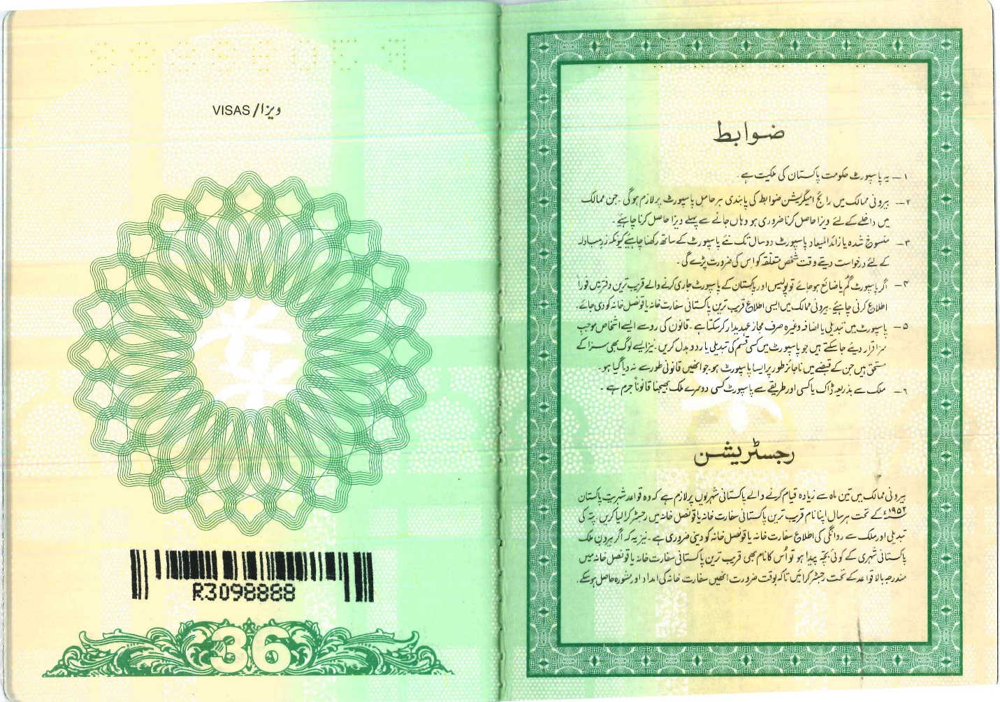 VISAS / ویزا
R3098888
36
ضوابط
۱ – یہ پاسپورٹ حکومت پاکستان کی ملکیت ہے۔
۲ – بیرونی ممالک میں رائج امیگریشن ضوابط کی پابندی ہر حامل پاسپورٹ پر لازم ہوگی۔ جن ممالک
میں داخلے کے لئے ویزا حاصل کرنا ضروری ہو وہاں جانے سے پہلے ویزا حاصل کرنا چاہیئے۔
۳ – منسوخ شدہ یا زائد المیعاد پاسپورٹ دو سال تک نئے پاسپورٹ کے ساتھ رکھنا چاہیئے کیونکہ زرمبادلہ
کے لئے درخواست دیتے وقت شخص متعلقہ کو اس کی ضرورت پڑے گی۔
۴ – اگر پاسپورٹ گم یا ضائع ہو جائے تو پولیس اور پاکستان کے پاسپورٹ جاری کرنے والے قریب ترین دفتر میں فوراً
اطلاع کرنی چاہیئے۔ بیرونی ممالک میں ایسی اطلاع قریب ترین پاکستانی سفارت خانہ یا قونصل خانہ کو دی جائے۔
۵ – پاسپورٹ میں تبدیلی یا اضافہ وغیرہ صرف مجاز عہدیدار کر سکتا ہے۔ قانون کی رو سے ایسے اشخاص موجب
سزا قرار دیئے جا سکتے ہیں جو پاسپورٹ میں کسی قسم کی تبدیلی یا ردوبدل کریں۔ نیز ایسے لوگ بھی سزا کے
مستحق ہیں جن کے قبضے میں ناجائز طور پر ایسا پاسپورٹ ہو۔ جو انھیں قانونی طور سے نہ دیا گیا ہو۔
۶ – ملک سے بذریعہ ڈاک یا کسی اور طریقے سے پاسپورٹ کسی دوسرے ملک بھیجنا قانوناً جرم ہے۔
رجسٹریشن
بیرونی ممالک میں تین ماہ سے زیادہ قیام کرنے والے پاکستانی شہریوں پر لازم ہے کہ وہ قواعد شہریت پاکستان
۱۹۵۲ء کے تحت ہر سال اپنا نام قریب ترین پاکستانی سفارت خانہ یا قونصل خانہ میں رجسٹر کرا لیا کریں۔ پتہ کی
تبدیلی اور ملک سے روانگی کی اطلاع سفارت خانہ یا قونصل خانہ کو دینی ضروری ہے۔ نیز یہ کہ اگر بیرون ملک
پاکستانی شہری کے کوئی بچہ پیدا ہو تو اُس کا نام بھی قریب ترین پاکستانی سفارت خانہ یا قونصل خانہ میں
مندرجہ بالا قواعد کے تحت رجسٹر کرائیں تاکہ بوقت ضرورت انھیں سفارت خانہ کی امداد اور مشورہ حاصل ہو سکے۔